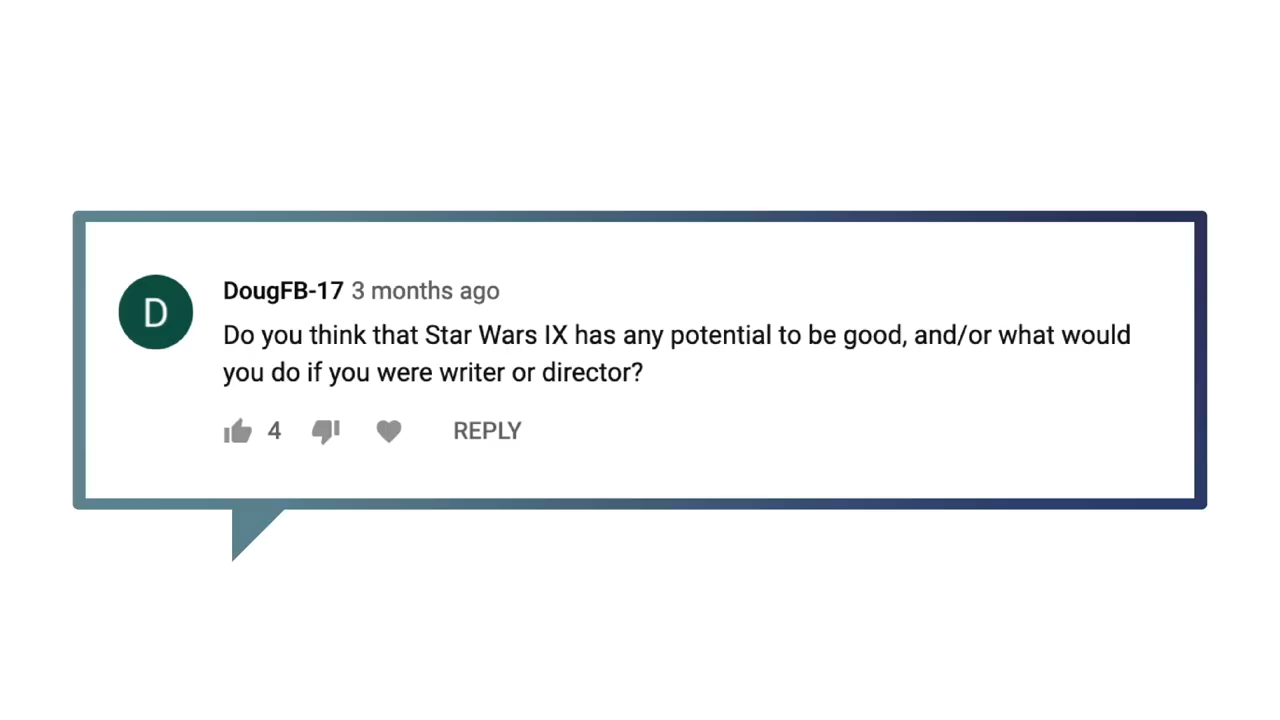 D
DougFB-17 3 months ago
Do you think that Star Wars IX has any potential to be good, and/or what would
you do if you were writer or director?
4 REPLY